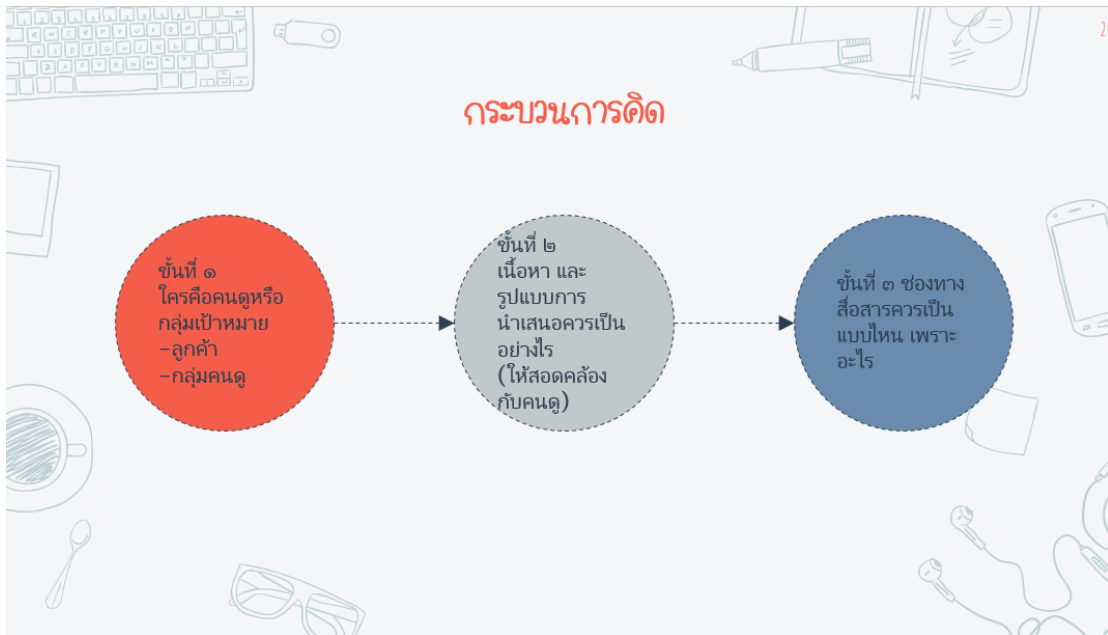 กระบวนการคิด
ขั้นที่ ๑
ใครคือคนดูหรือ
กลุ่มเป้าหมาย
-ลูกค้า
-กลุ่มคนดู
ขั้นที่ ๒
เนื้อหา และ
รูปแบบการ
นำเสนอควรเป็น
อย่างไร
(ให้สอดคล้อง
กับคนดู)
ขั้นที่ ๓ ช่องทาง
สื่อสารควรเป็น
แบบไหน เพราะ
อะไร